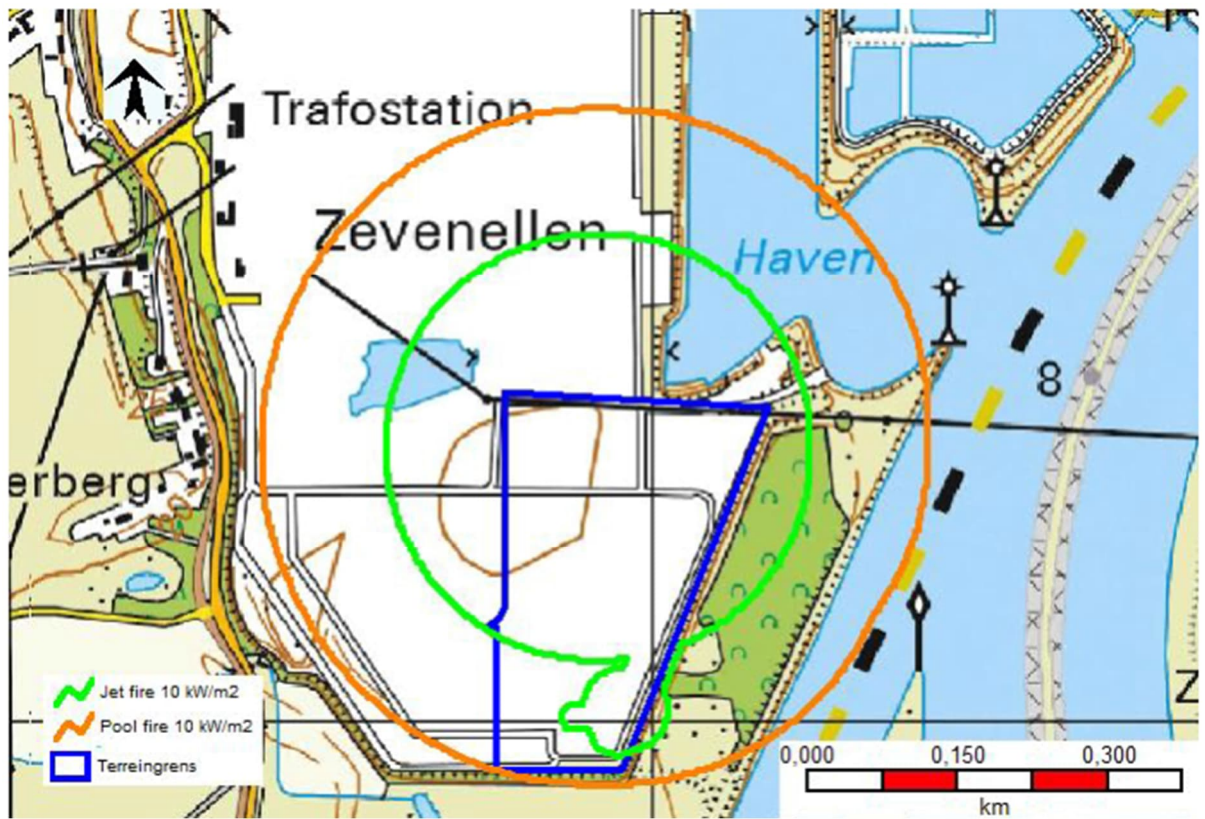 Trafostation
Zevenellen
Haven
8
erberg
Z
Jet fire 10 kW/m2
Pool fire 10 kW/m2
Terreingrens
0,000 0,150 0,300
km